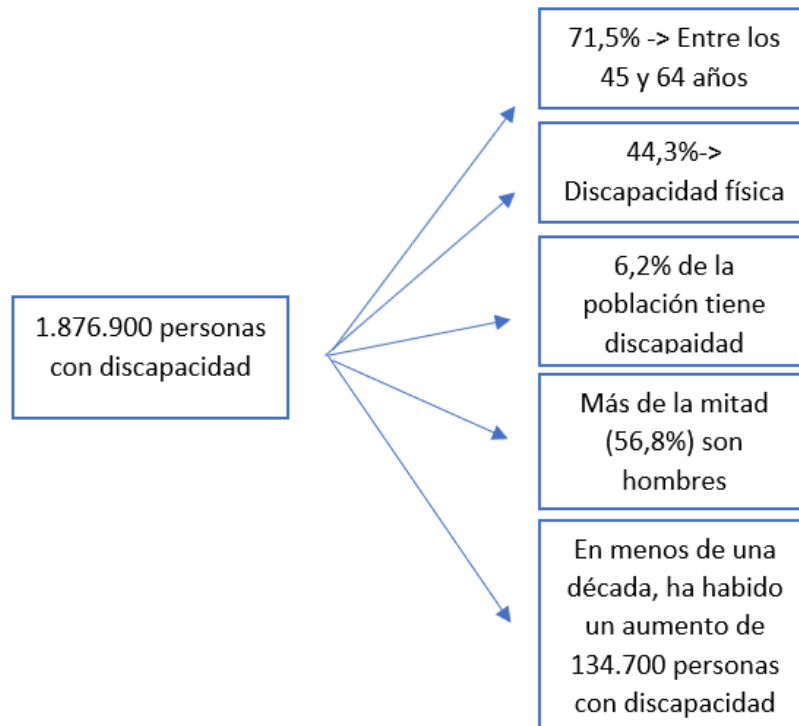 1.876.900 personas
con discapacidad
71,5% -> Entre los
45 y 64 años
44,3%->
Discapacidad física
6,2% de la
población tiene
discapaidad
Más de la mitad
(56,8%) son
hombres
En menos de una
década, ha habido
un aumento de
134.700 personas
con discapacidad